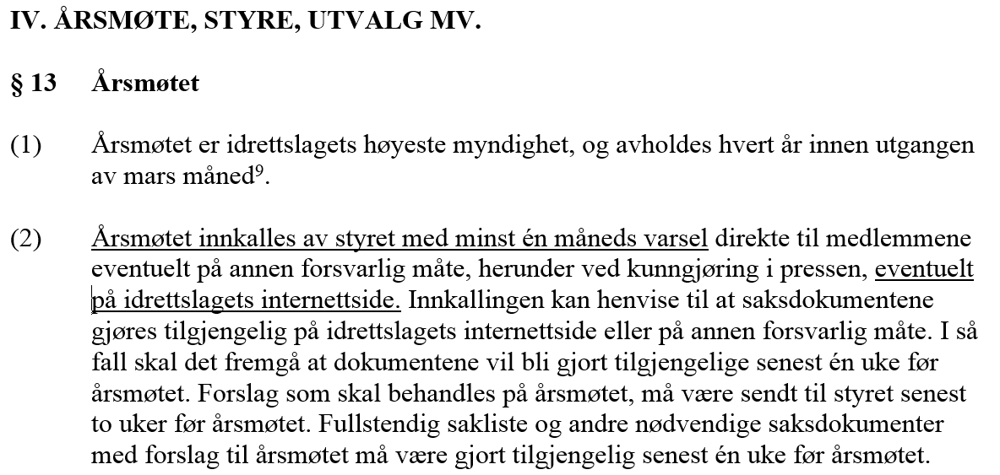 IV. ÅRSMØTE, STYRE, UTVALG MV.
§ 13 Årsmøtet
(1) Årsmøtet er idrettslagets høyeste myndighet, og avholdes hvert år innen utgangen
av mars måned⁹.
(2) Årsmøtet innkalles av styret med minst én måneds varsel direkte til medlemmene
eventuelt på annen forsvarlig måte, herunder ved kunngjøring i pressen, eventuelt
på idrettslagets internettside. Innkallingen kan henvise til at saksdokumentene
gjøres tilgjengelig på idrettslagets internettside eller på annen forsvarlig måte. I så
fall skal det fremgå at dokumentene vil bli gjort tilgjengelige senest én uke før
årsmøtet. Forslag som skal behandles på årsmøtet, må være sendt til styret senest
to uker før årsmøtet. Fullstendig sakliste og andre nødvendige saksdokumenter
med forslag til årsmøtet må være gjort tilgjengelig senest én uke før årsmøtet.